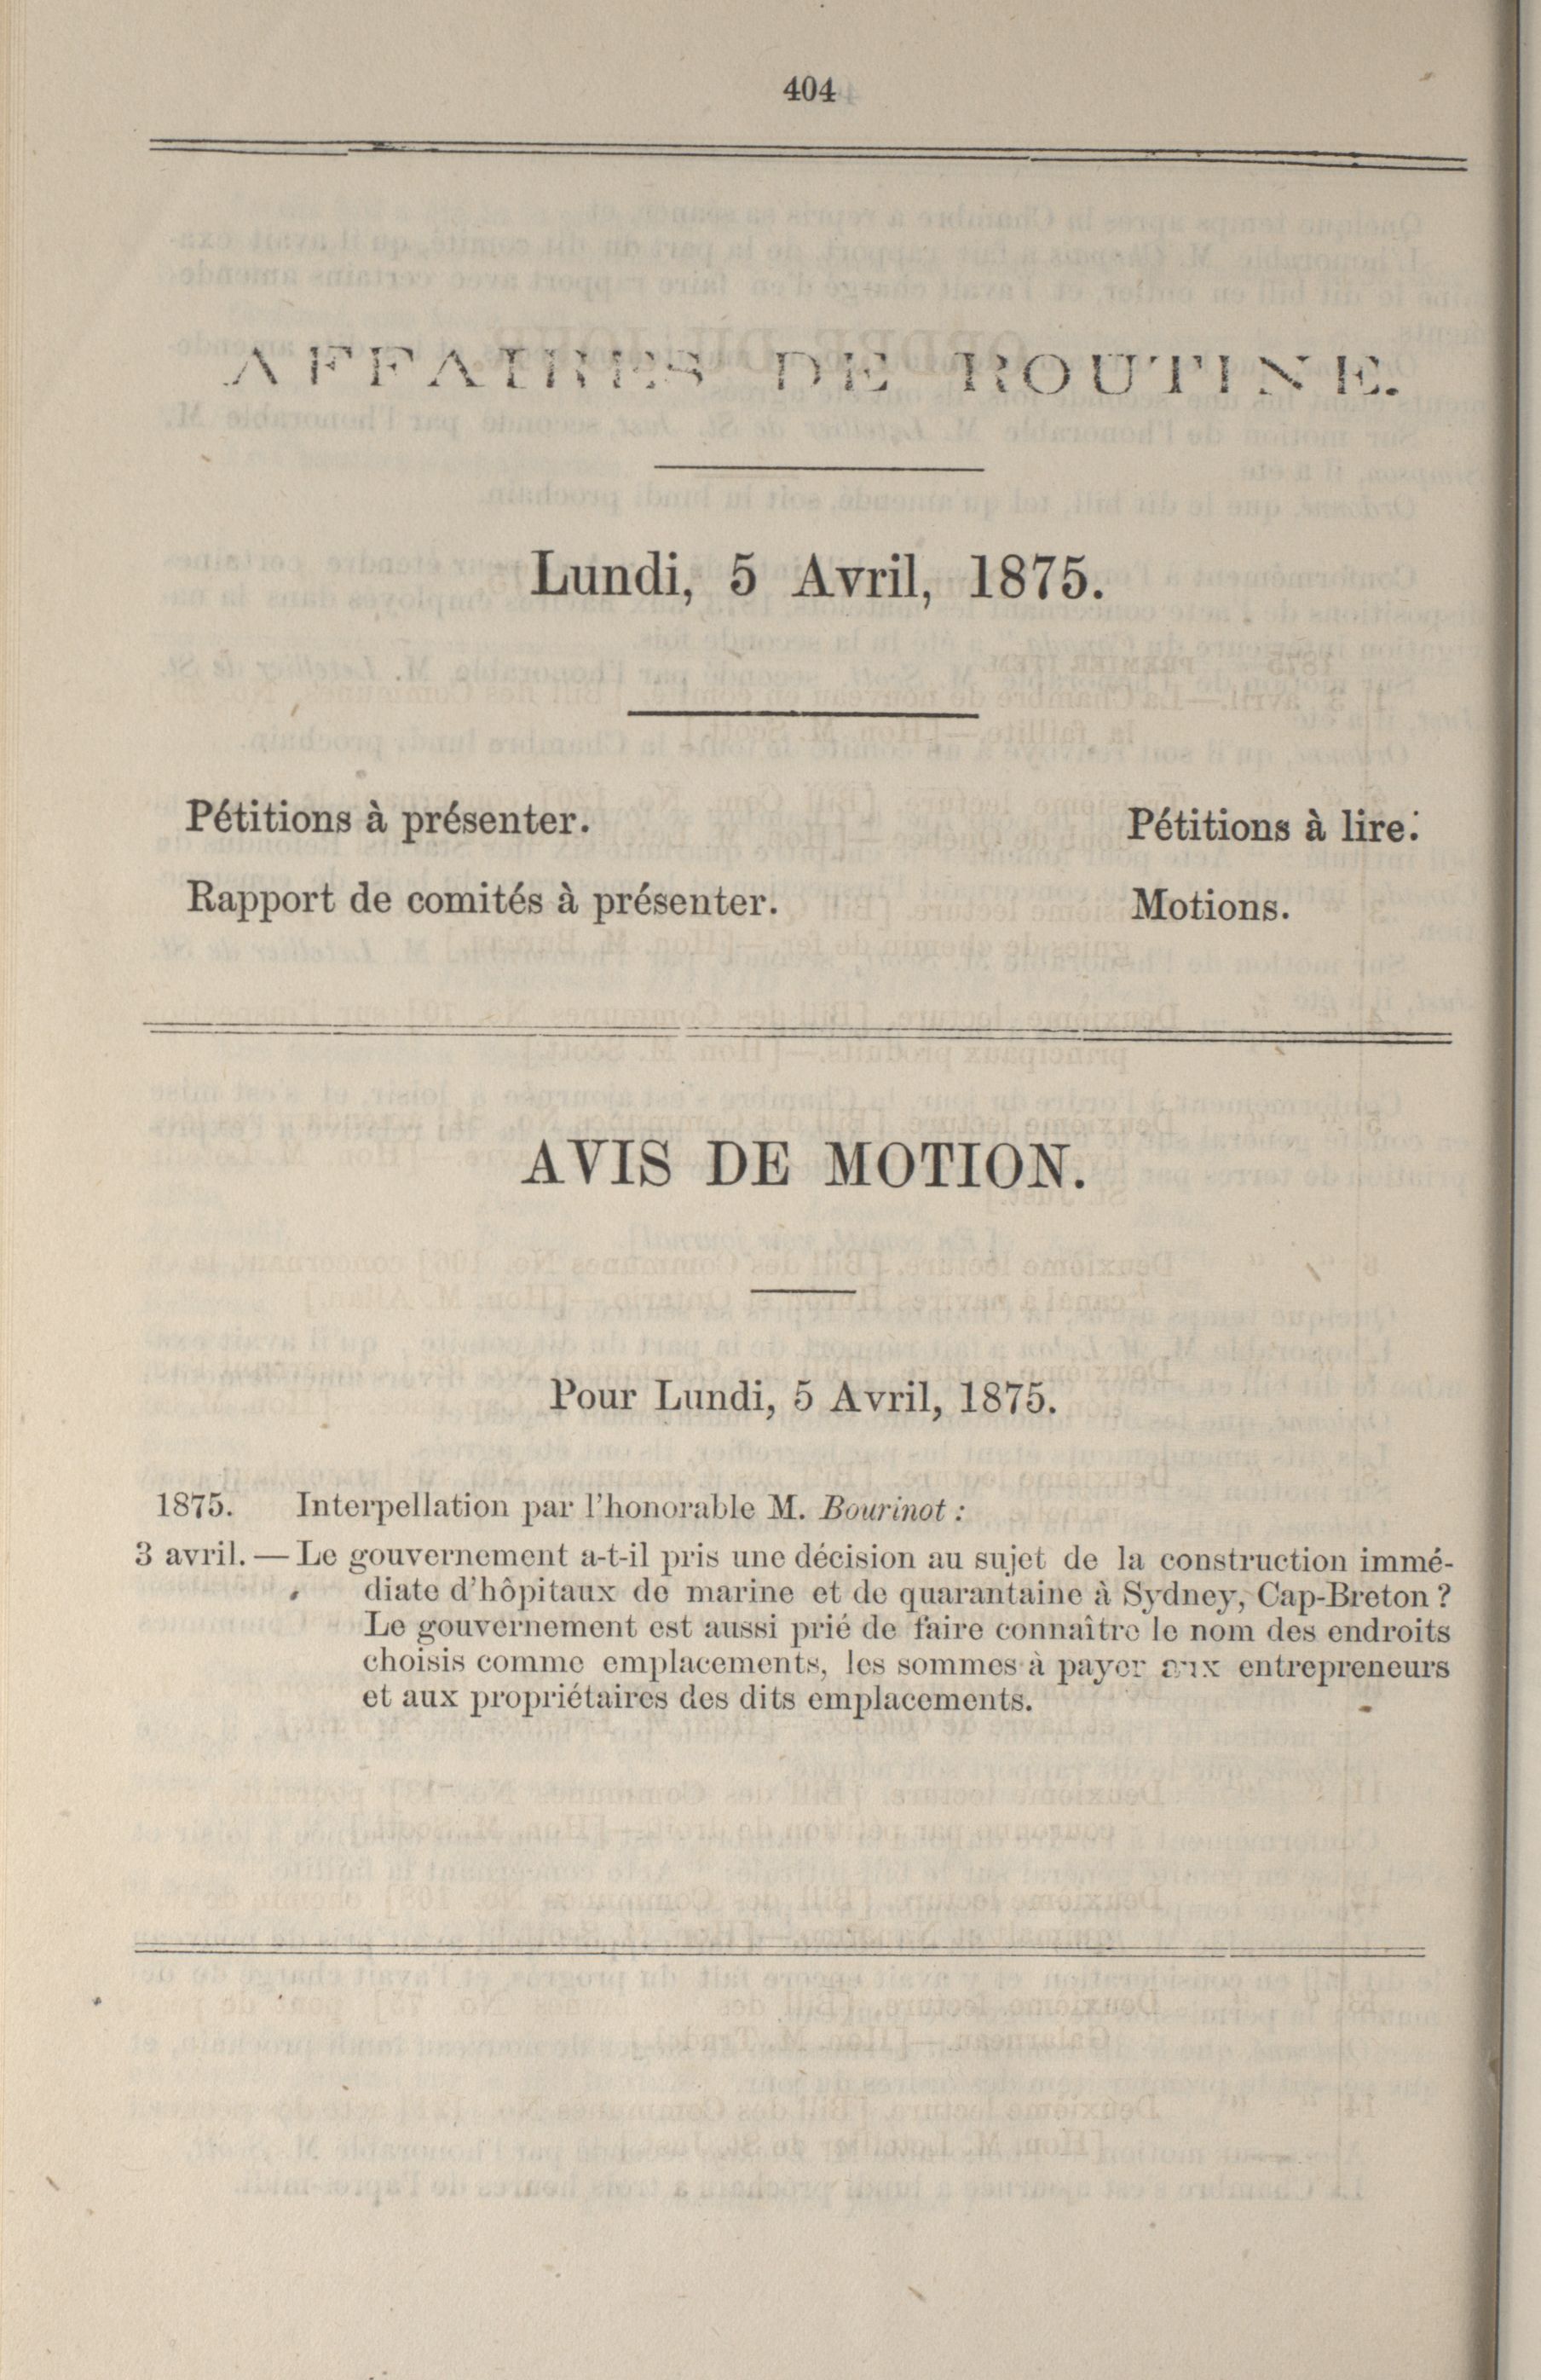 404
AFFAIRES DE ROUTINE.
Lundi, 5 Avril, 1875.
Pétitions à présenter.
Pétitions à lire.
Rapport de comités à présenter.
Motions.
AVIS DE MOTION.
Pour Lundi, 5 Avril, 1875.
1875. Interpellation par l'honorable M. Bourinot :
3 avril. — Le gouvernement a-t-il pris une décision au sujet de la construction immé-
diate d'hôpitaux de marine et de quarantaine à Sydney, Cap-Breton ?
Le gouvernement est aussi prié de faire connaître le nom des endroits
choisis comme emplacements, les sommes à payer aux entrepreneurs
et aux propriétaires des dits emplacements.